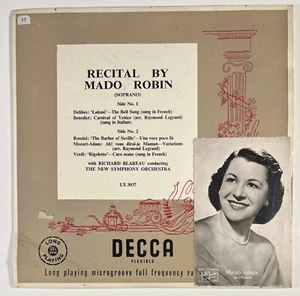 17
RECITAL BY
MADO ROBIN
(SOPRANO)
Side No. 1
Delibes: 'Lakmé'—The Bell Song (sung in French)
Benedict: Carnival of Venice (arr. Raymond Legrand)
(sung in Italian)
Side No. 2
Rossini: 'The Barber of Seville'—Una voce poco fà
Mozart-Adam: Ah! vous dirai-je Maman—Variations
(arr. Raymond Legrand)
Verdi: 'Rigoletto'—Caro nome (sung in French)
with RICHARD BLAREAU conducting
THE NEW SYMPHONY ORCHESTRA
LX 3037
LONG
PLAYING
DECCA
FLEXIBLE
Long playing microgroove full frequency ra
MADO ROBIN